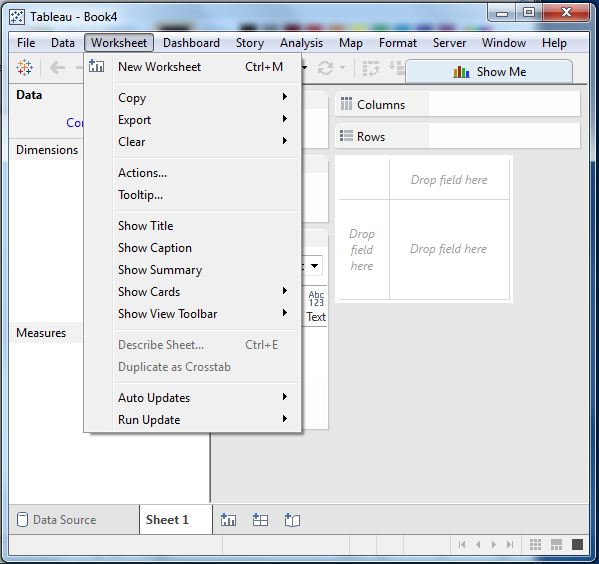 Tableau - Book4
File Data Worksheet Dashboard Story Analysis Map Format Server Window Help
New Worksheet Ctrl+M
Copy
Export
Clear
Actions...
Tooltip...
Show Title
Show Caption
Show Summary
Show Cards
Show View Toolbar
Describe Sheet... Ctrl+E
Duplicate as Crosstab
Auto Updates
Run Update
Show Me
Data
Dimensions
Measures
Columns
Rows
Drop field here
Drop
field
here
Drop field here
Abc
123
Text
Data Source
Sheet 1